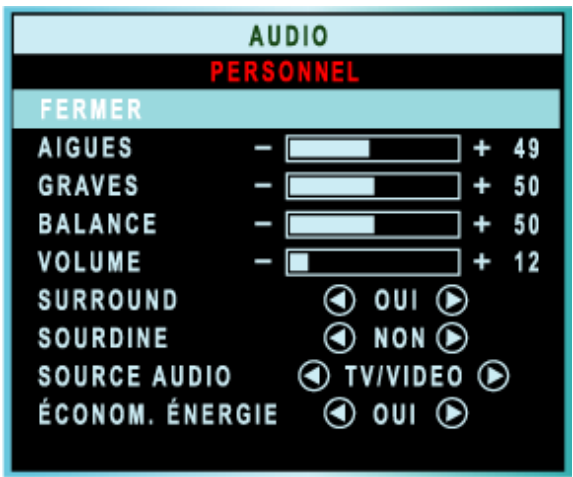 AUDIO
PERSONNEL
FERMER
AIGUES - + 49
GRAVES - + 50
BALANCE - + 50
VOLUME - + 12
SURROUND OUI
SOURDINE NON
SOURCE AUDIO TV/VIDEO
ÉCONOM. ÉNERGIE OUI